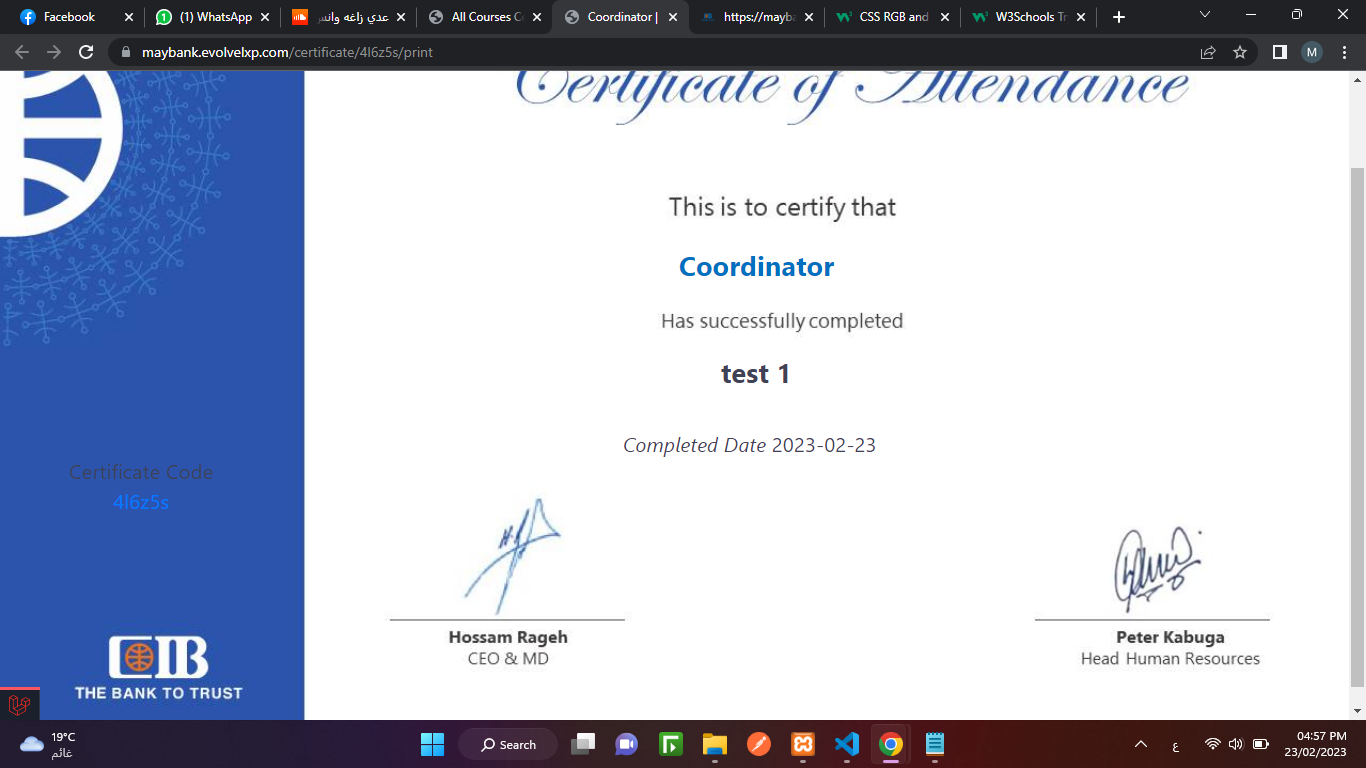 Facebook
(1) WhatsApp
عدي زاغه وانس
All Courses C
Coordinator |
https://mayb
CSS RGB and
W3Schools Tr
maybank.evolvelxp.com/certificate/4l6z5s/print
M
Certificate of Attendance
This is to certify that
Coordinator
Has successfully completed
test 1
Completed Date 2023-02-23
Certificate Code
4l6z5s
Hossam Rageh
CEO & MD
Peter Kabuga
Head Human Resources
CIB
THE BANK TO TRUST
19°C
غائم
Search
ع
04:57 PM
23/02/2023